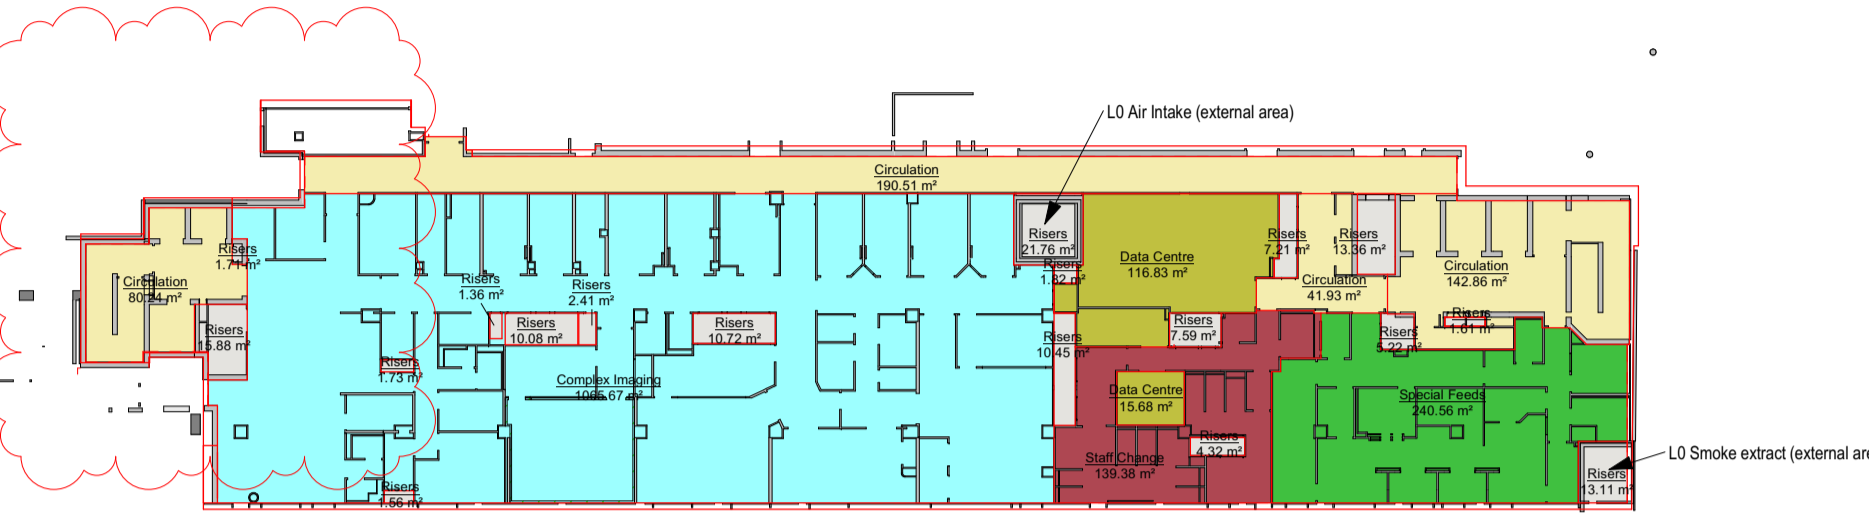 L0 Air Intake (external area)
Circulation
190.51 m²
Risers
21.76 m²
Risers
7.21 m²
Risers
13.36 m²
Risers
1.71 m²
Data Centre
116.83 m²
Risers
1.82 m²
Circulation
142.86 m²
Circulation
80.24 m²
Risers
1.36 m²
Risers
2.41 m²
Circulation
41.93 m²
Risers
15.88 m²
Risers
10.08 m²
Risers
10.72 m²
Risers
10.45 m²
Risers
7.59 m²
Risers
5.22 m²
Risers
1.61 m²
Risers
1.73 m²
Complex Imaging
1065.67 m²
Data Centre
15.68 m²
Special Feeds
240.56 m²
Risers
4.32 m²
Staff Change
139.38 m²
L0 Smoke extract (external are
Risers
13.11 m²
Risers
1.56 m²